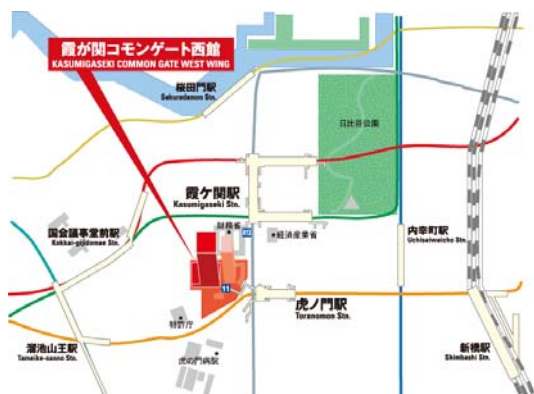 霞が関コモンゲート西館
KASUMIGASEKI COMMON GATE WEST WING
桜田門駅
Sakuradamon Stn.
日比谷公園
霞ケ関駅
Kasumigaseki Stn.
国会議事堂前駅
Kokkai-gijidomae Stn.
財務省
A13
経済産業省
内幸町駅
Uchisaiwaicho Stn.
11
虎ノ門駅
Toranomon Stn.
特許庁
溜池山王駅
Tameike-sanno Stn.
虎の門病院
新橋駅
Shimbashi Stn.